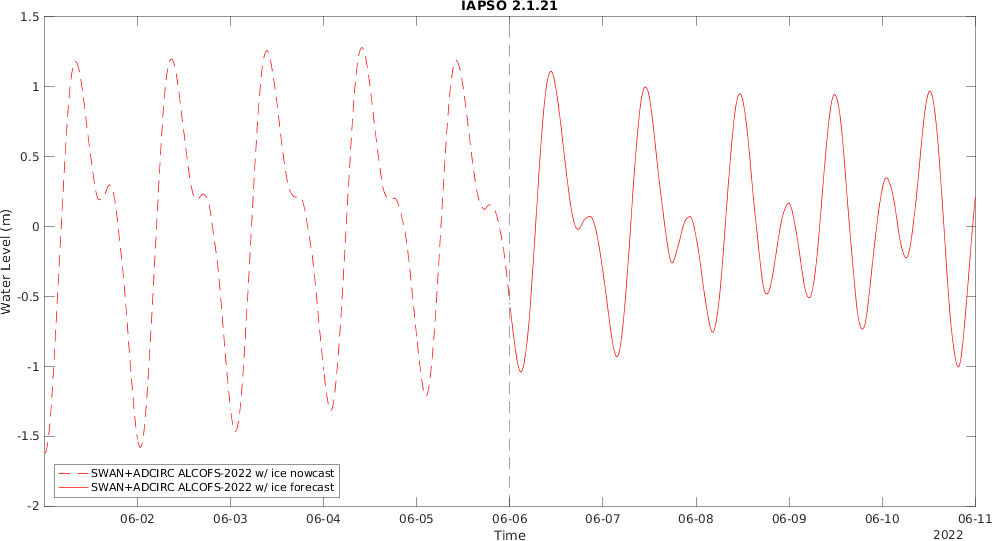 IAPSO 2.1.21
1.5
1
0.5
0
-0.5
-1
-1.5
-2
Water Level (m)
SWAN+ADCIRC ALCOFS-2022 w/ ice nowcast
SWAN+ADCIRC ALCOFS-2022 w/ ice forecast
06-02 06-03 06-04 06-05 06-06 06-07 06-08 06-09 06-10 06-11
Time
2022